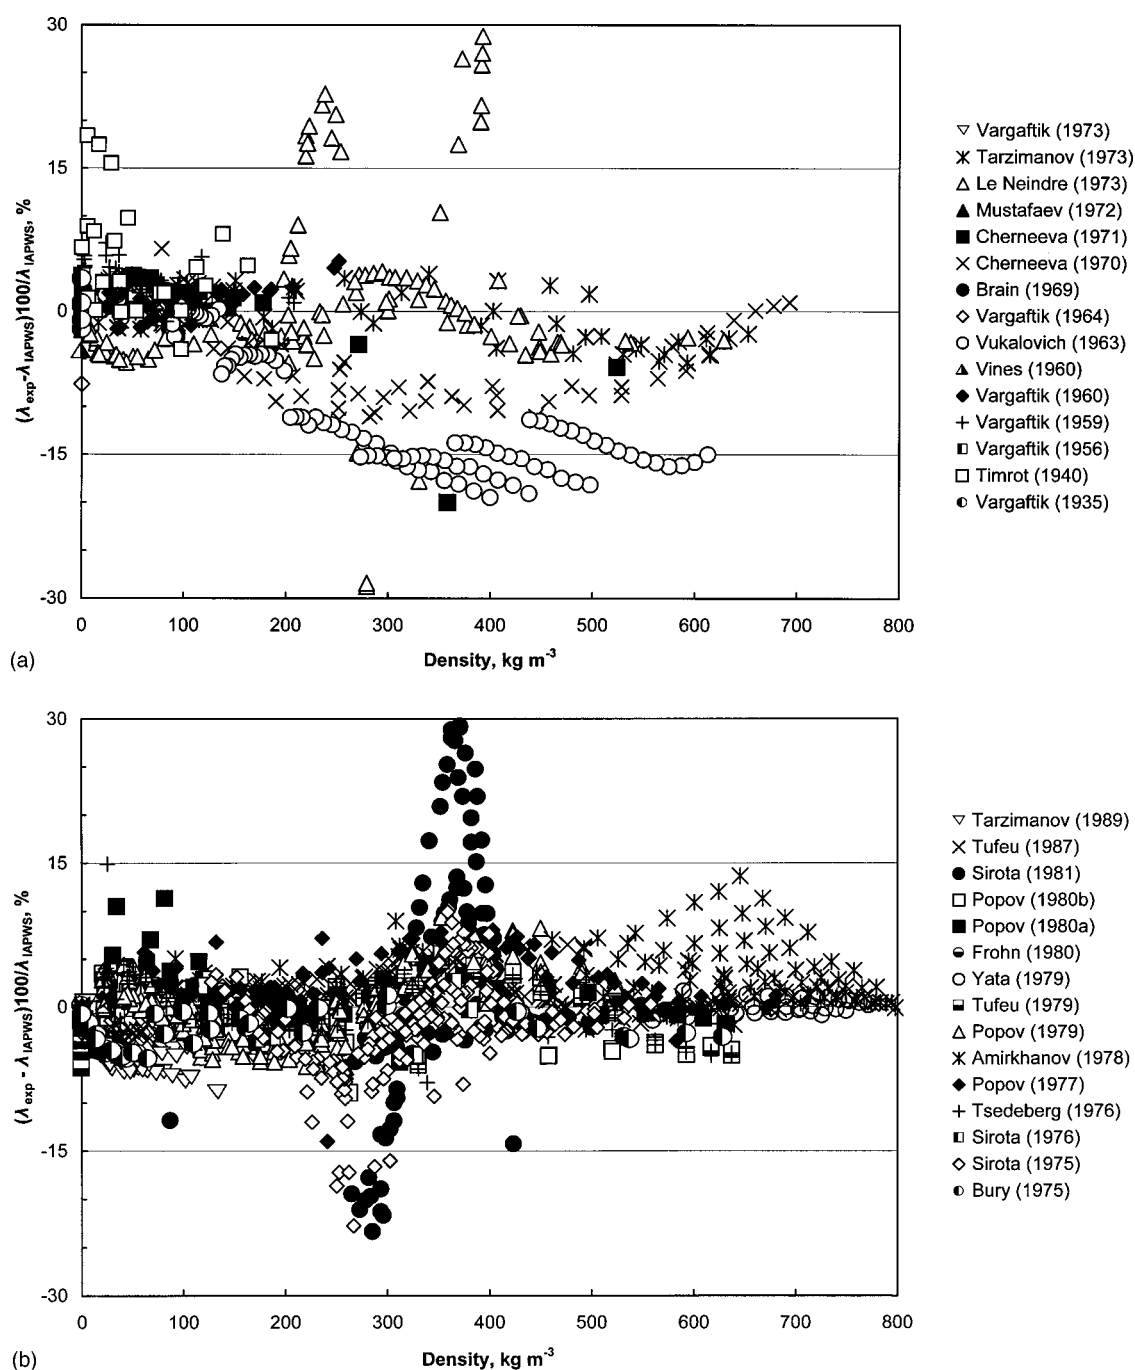 30
15
0
-15
-30
(λexp-λIAPWS)100/λIAPWS, %
0 100 200 300 400 500 600 700 800
Density, kg m-3
(a)
Vargaftik (1973)
Tarzimanov (1973)
Le Neindre (1973)
Mustafaev (1972)
Cherneeva (1971)
Cherneeva (1970)
Brain (1969)
Vargaftik (1964)
Vukalovich (1963)
Vines (1960)
Vargaftik (1960)
Vargaftik (1959)
Vargaftik (1956)
Timrot (1940)
Vargaftik (1935)
30
15
0
-15
-30
(λexp - λIAPWS)100/λIAPWS, %
0 100 200 300 400 500 600 700 800
Density, kg m-3
(b)
Tarzimanov (1989)
Tufeu (1987)
Sirota (1981)
Popov (1980b)
Popov (1980a)
Frohn (1980)
Yata (1979)
Tufeu (1979)
Popov (1979)
Amirkhanov (1978)
Popov (1977)
Tsedeberg (1976)
Sirota (1976)
Sirota (1975)
Bury (1975)